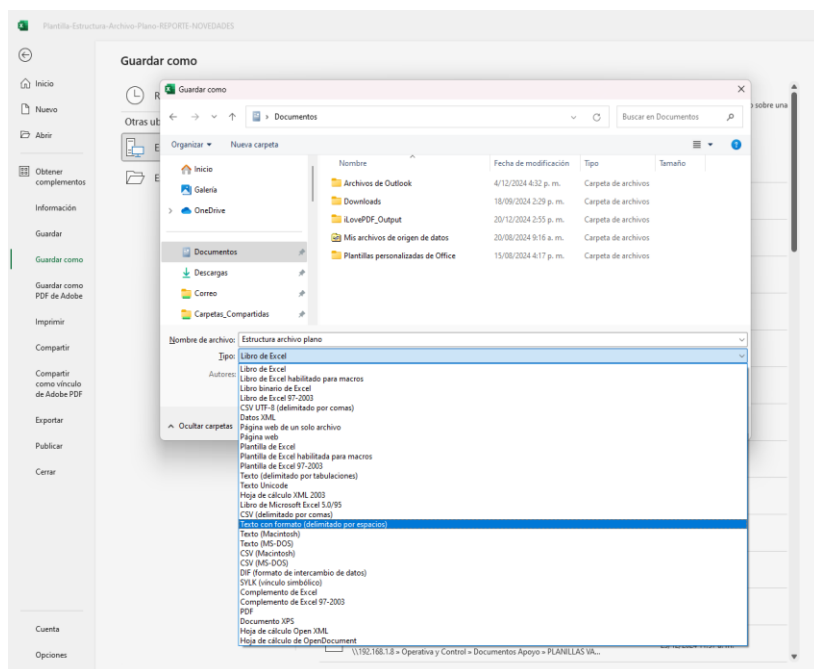 Plantilla-Estructura-Archivo-Plano-REPORTE-NOVEDADES
Guardar como
Inicio
Nuevo
Abrir
Obtener
complementos
Información
Guardar
Guardar como
Guardar como
PDF de Adobe
Imprimir
Compartir
Compartir
como vínculo
de Adobe PDF
Exportar
Publicar
Cerrar
Cuenta
Opciones
R
Otras ub
E
E
o sobre una
Guardar como
Documentos
Buscar en Documentos
Organizar
Nueva carpeta
Inicio
Galería
OneDrive
Documentos
Descargas
Correo
Carpetas_Compartidas
Nombre Fecha de modificación Tipo Tamaño
Archivos de Outlook 4/12/2024 4:32 p. m. Carpeta de archivos
Downloads 18/09/2024 2:29 p. m. Carpeta de archivos
iLovePDF_Output 20/12/2024 2:55 p. m. Carpeta de archivos
Mis archivos de origen de datos 20/08/2024 9:16 a. m. Carpeta de archivos
Plantillas personalizadas de Office 15/08/2024 4:17 p. m. Carpeta de archivos
Nombre de archivo: Estructura archivo plano
Tipo: Libro de Excel
Autores:
Ocultar carpetas
Libro de Excel
Libro de Excel habilitado para macros
Libro binario de Excel
Libro de Excel 97-2003
CSV UTF-8 (delimitado por comas)
Datos XML
Página web de un solo archivo
Página web
Plantilla de Excel
Plantilla de Excel habilitada para macros
Plantilla de Excel 97-2003
Texto (delimitado por tabulaciones)
Texto Unicode
Hoja de cálculo XML 2003
Libro de Microsoft Excel 5.0/95
CSV (delimitado por comas)
Texto con formato (delimitado por espacios)
Texto (Macintosh)
Texto (MS-DOS)
CSV (Macintosh)
CSV (MS-DOS)
DIF (formato de intercambio de datos)
SYLK (vínculo simbólico)
Complemento de Excel
Complemento de Excel 97-2003
PDF
Documento XPS
Hoja de cálculo Open XML
Hoja de cálculo de OpenDocument
\\192.168.1.8 » Operativa y Control » Documentos Apoyo » PLANILLAS VA...